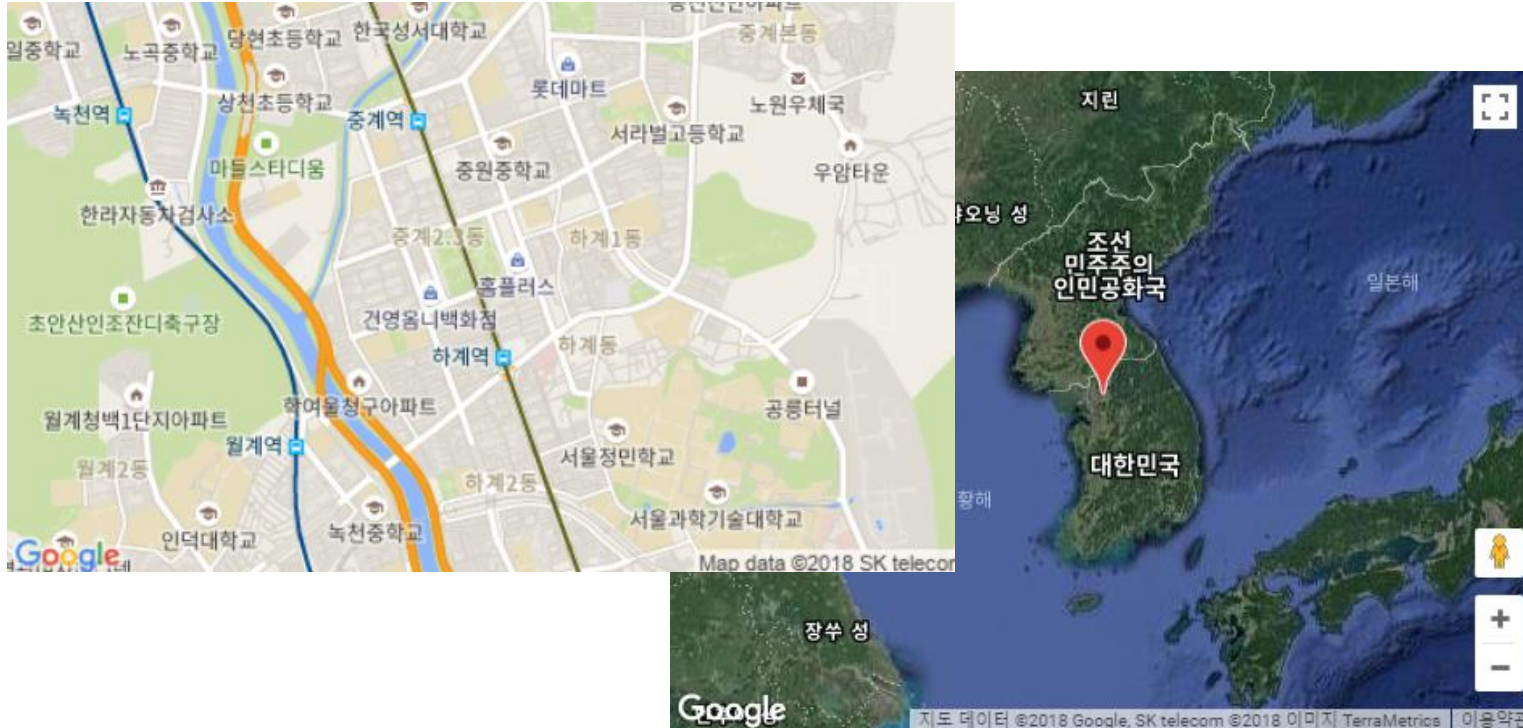 당현초등학교
한국성서대학교
중계본동
일중학교
노곡중학교
롯데마트
노원우체국
상천초등학교
녹천역
중계역
서라벌고등학교
마들스타디움
중원중학교
우암타운
한라자동차검사소
중계2.3동
하계1동
홈플러스
초안산인조잔디축구장
건영옴니백화점
하계역
하계동
월계청백1단지아파트
학여울청구아파트
공릉터널
월계역
월계2동
서울정민학교
하계2동
인덕대학교
녹천중학교
서울과학기술대학교
Google
Map data ©2018 SK telecom
지린
랴오닝 성
조선
민주주의
인민공화국
일본해
대한민국
황해
장쑤 성
Google
지도 데이터 ©2018 Google, SK telecom ©2018 이미지 TerraMetrics
이용약관